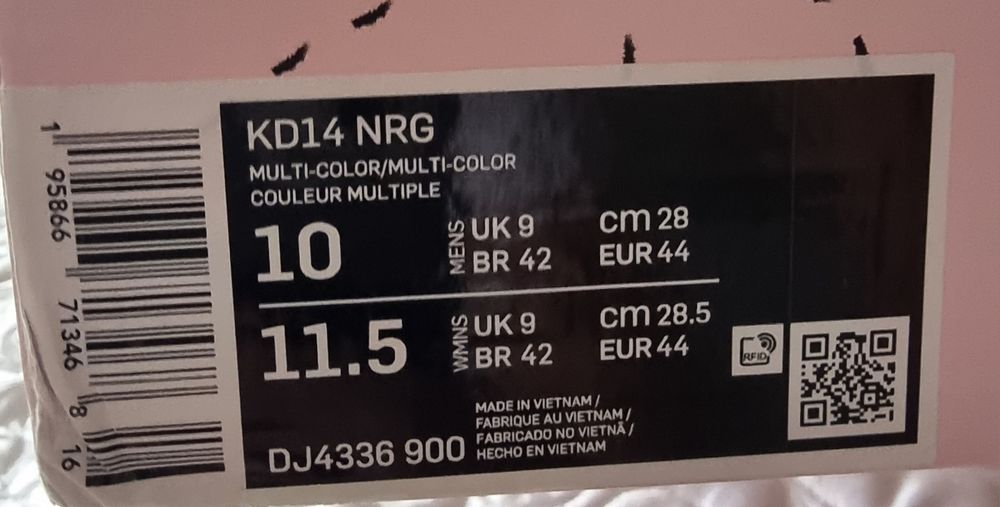 1 95866 71346 8 16
KD14 NRG
MULTI-COLOR/MULTI-COLOR
COULEUR MULTIPLE
10
MENS
UK 9
BR 42
cm 28
EUR 44
11.5
WMNS
UK 9
BR 42
cm 28.5
EUR 44
RFID
DJ4336 900
MADE IN VIETNAM /
FABRIQUE AU VIETNAM /
FABRICADO NO VIETNÃ /
HECHO EN VIETNAM